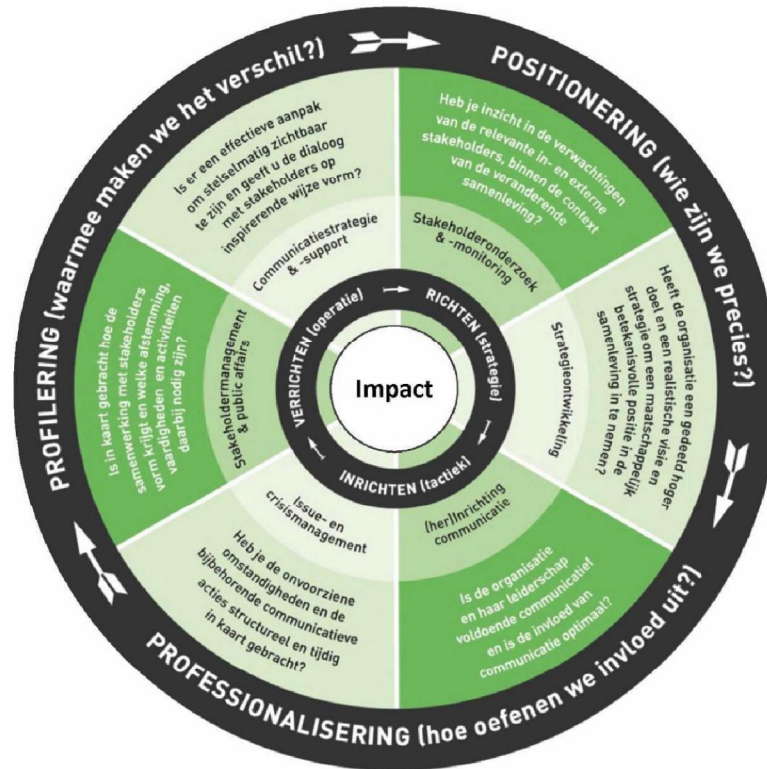 POSITIONERING (wie zijn we precies?)
PROFESSIONALISERING (hoe oefenen we invloed uit?)
PROFILERING (waarmee maken we het verschil?)
Heb je inzicht in de verwachtingen
van de relevante in- en externe
stakeholders, binnen de context
van de veranderende
samenleving?
Stakeholderonderzoek
& -monitoring
Heeft de organisatie een gedeeld hoger
doel en een realistische visie en
strategie om een maatschappelijk
betekenisvolle positie in de
samenleving in te nemen?
Strategieontwikkeling
Is de organisatie
en haar leiderschap
voldoende communicatief
en is de invloed van
communicatie optimaal?
(her)Inrichting
communicatie
Heb je de onvoorziene
omstandigheden en de
bijbehorende communicatieve
acties structureel en tijdig
in kaart gebracht?
Issue- en
crisismanagement
Is in kaart gebracht hoe de
samenwerking met stakeholders
vorm krijgt en welke afstemming,
vaardigheden en activiteiten
daarbij nodig zijn?
Stakeholdermanagement
& public affairs
Is er een effectieve aanpak
om stelselmatig zichtbaar
te zijn en geeft u de dialoog
met stakeholders op
inspirerende wijze vorm?
Communicatiestrategie
& -support
RICHTEN (strategie)
INRICHTEN (tactiek)
VERRICHTEN (operatie)
Impact